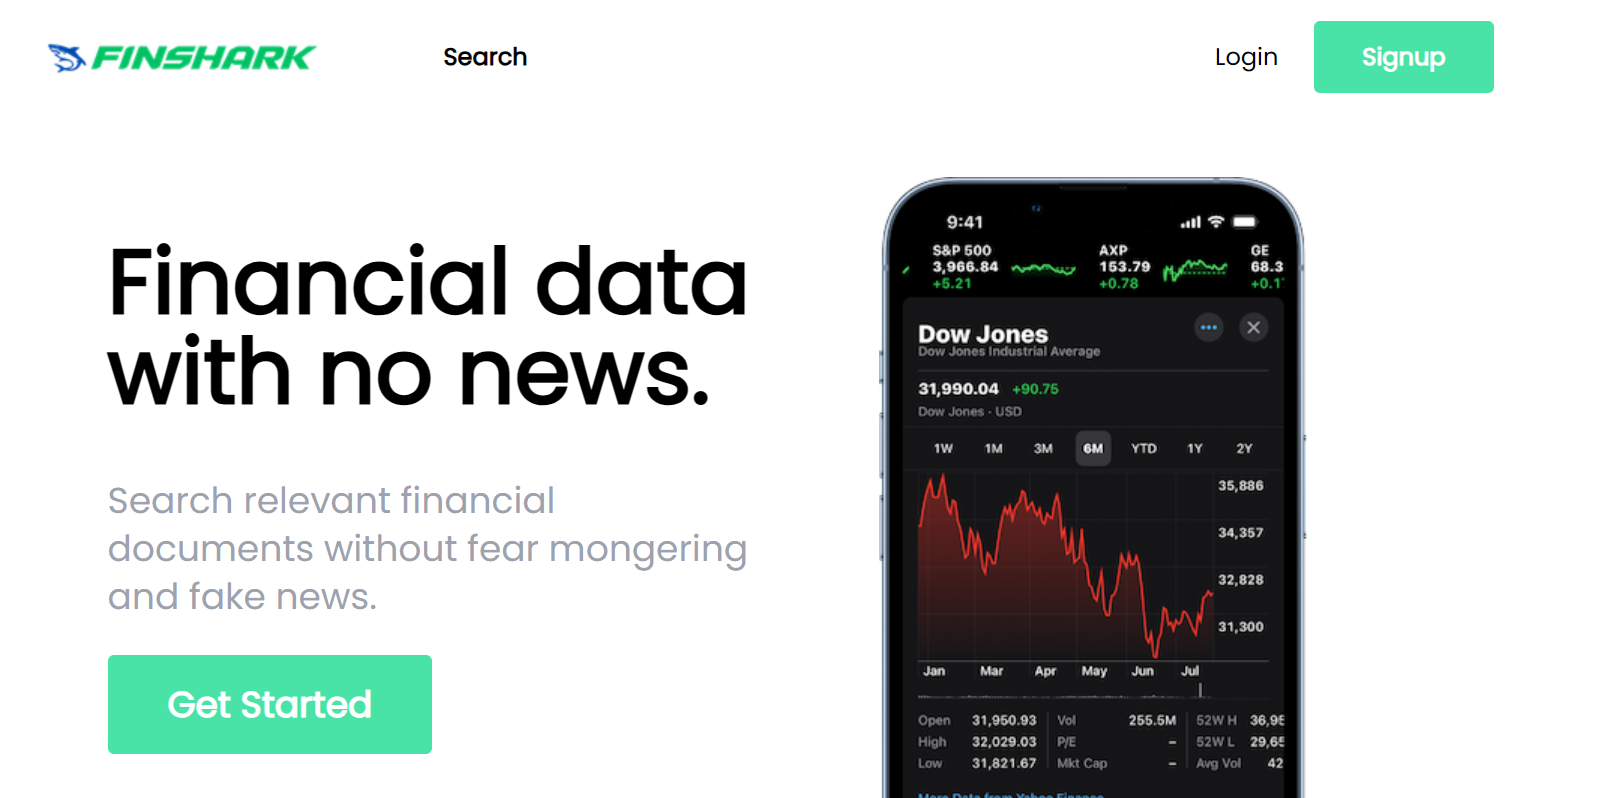 FINSHARK
Search
Login
Signup
Financial data
with no news.
Search relevant financial
documents without fear mongering
and fake news.
Get Started
9:41
S&P 500
3,966.84
+5.21
AXP
153.79
+0.78
GE
68.3
+0.1
Dow Jones
Dow Jones Industrial Average
31,990.04 +90.75
Dow Jones · USD
1W 1M 3M 6M YTD 1Y 2Y
35,886
34,357
32,828
31,300
Jan Mar Apr May Jun Jul
Open 31,950.93 Vol 255.5M 52W H 36,95
High 32,029.03 P/E – 52W L 29,65
Low 31,821.67 Mkt Cap – Avg Vol 42
More Data from Yahoo Finance